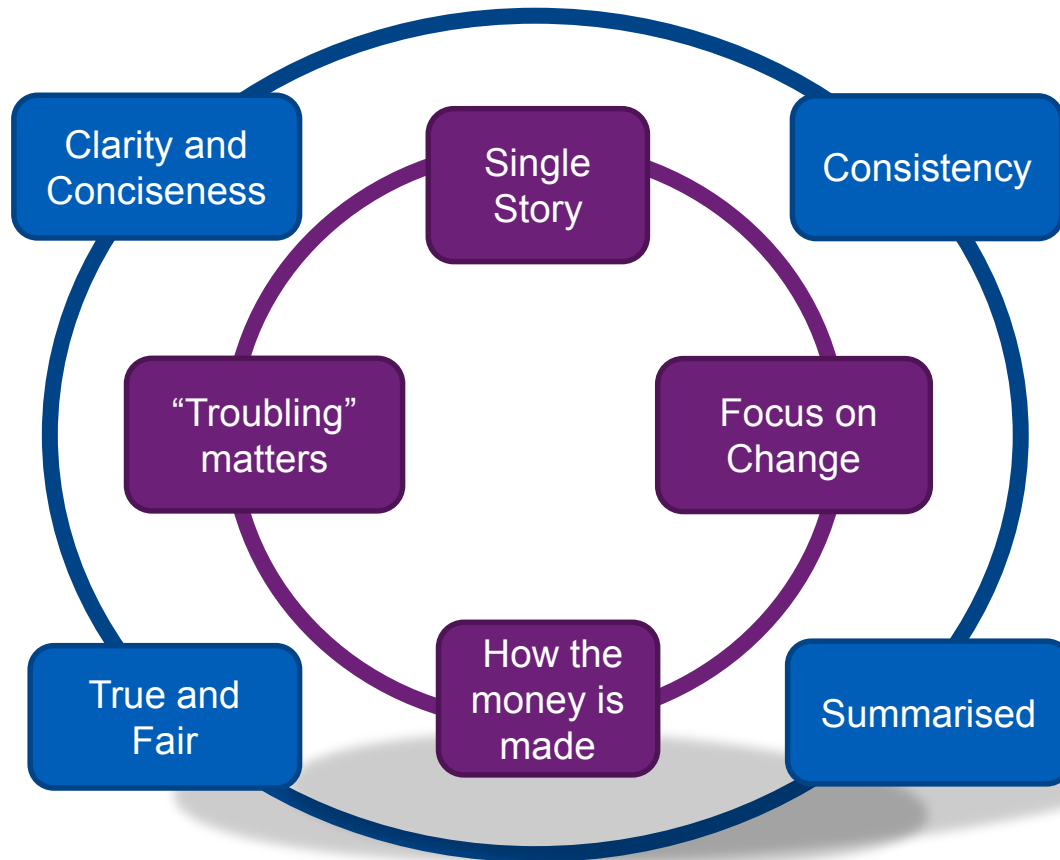 Clarity and
Conciseness
Single
Story
Consistency
“Troubling”
matters
Focus on
Change
True and
Fair
How the
money is
made
Summarised